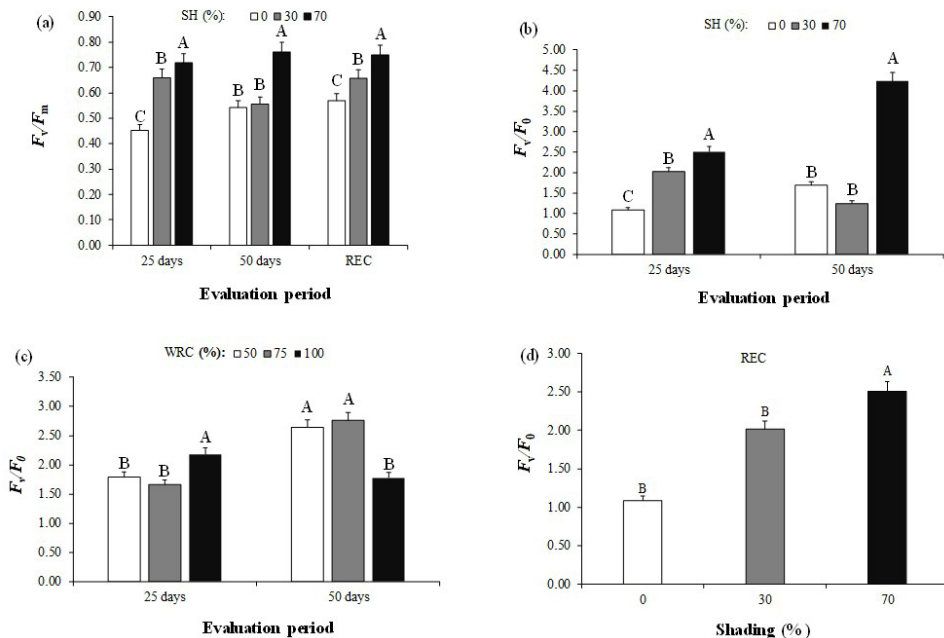 (a)
SH (%): 0 30 70
Fv/Fm
0.90
0.80
0.70
0.60
0.50
0.40
0.30
0.20
0.10
0.00
C B A
B B A
C B A
25 days 50 days REC
Evaluation period
(b)
SH (%): 0 30 70
Fv/F0
5.00
4.50
4.00
3.50
3.00
2.50
2.00
1.50
1.00
0.50
0.00
C B A
B B A
25 days 50 days
Evaluation period
(c)
WRC (%): 50 75 100
Fv/F0
3.50
3.00
2.50
2.00
1.50
1.00
0.50
0.00
B B A
A A B
25 days 50 days
Evaluation period
(d)
REC
Fv/F0
3.00
2.50
2.00
1.50
1.00
0.50
0.00
B B A
0 30 70
Shading (%)